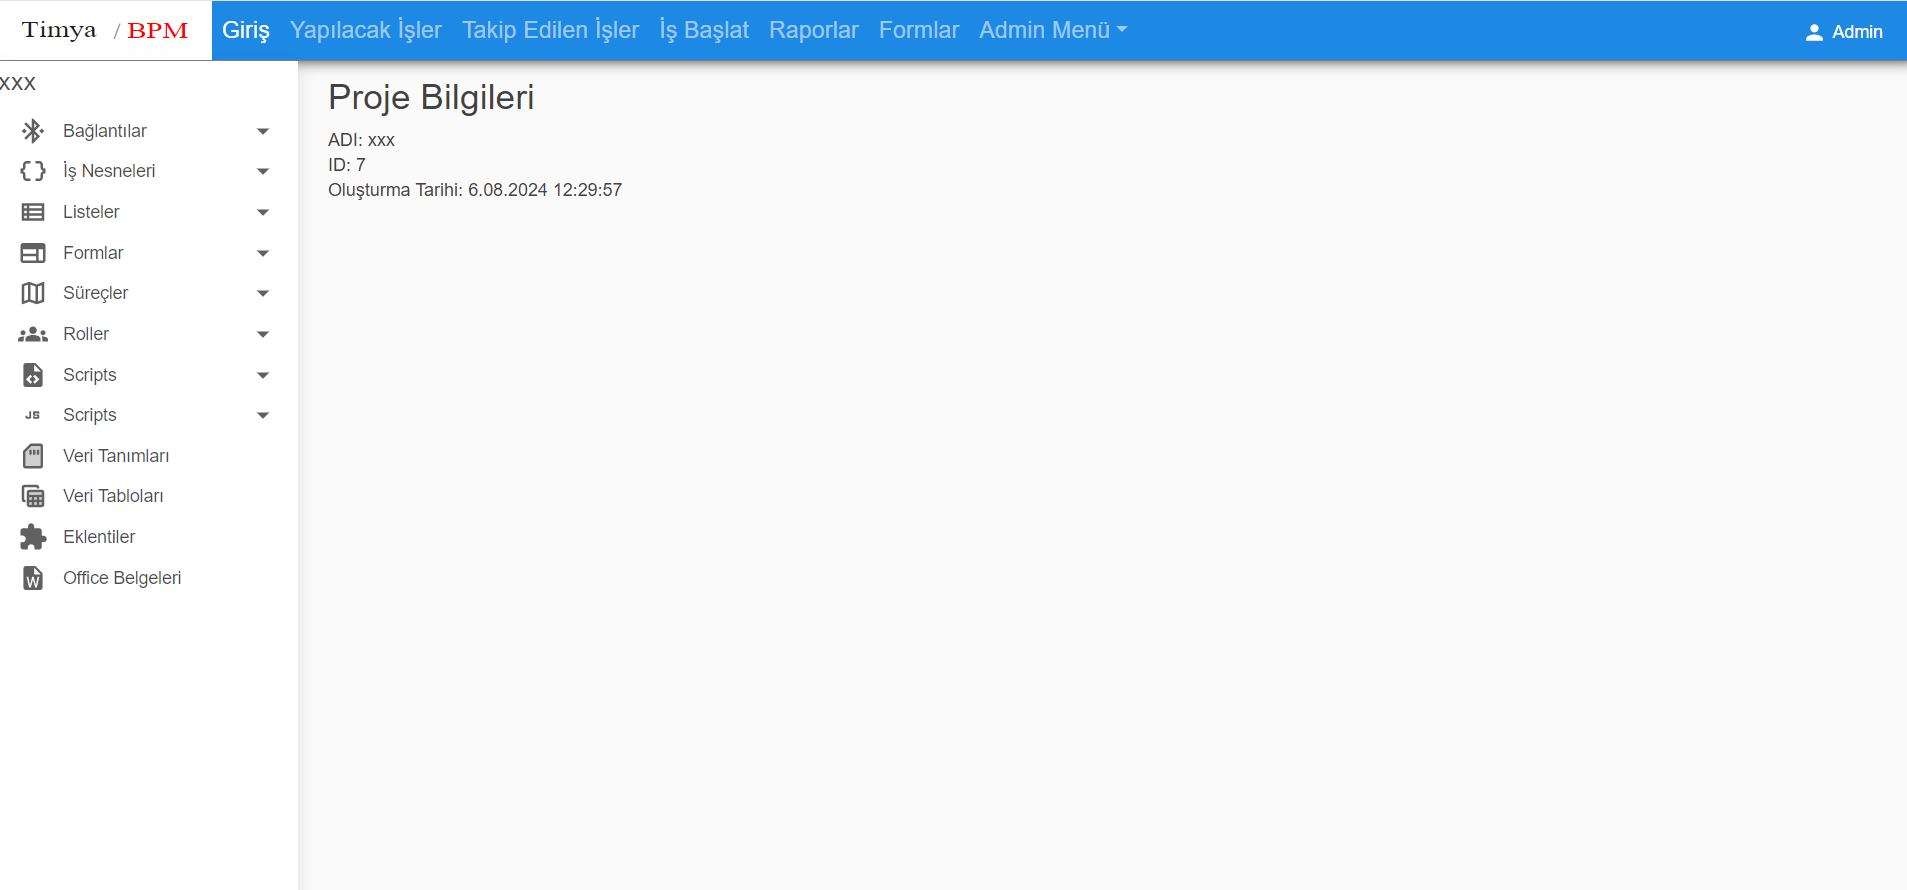 Timya / BPM Giriş Yapılacak İşler Takip Edilen İşler İş Başlat Raporlar Formlar Admin Menü Admin
xxx
Bağlantılar
İş Nesneleri
Listeler
Formlar
Süreçler
Roller
Scripts
JS Scripts
Veri Tanımları
Veri Tabloları
Eklentiler
W Office Belgeleri
Proje Bilgileri
ADI: xxx
ID: 7
Oluşturma Tarihi: 6.08.2024 12:29:57